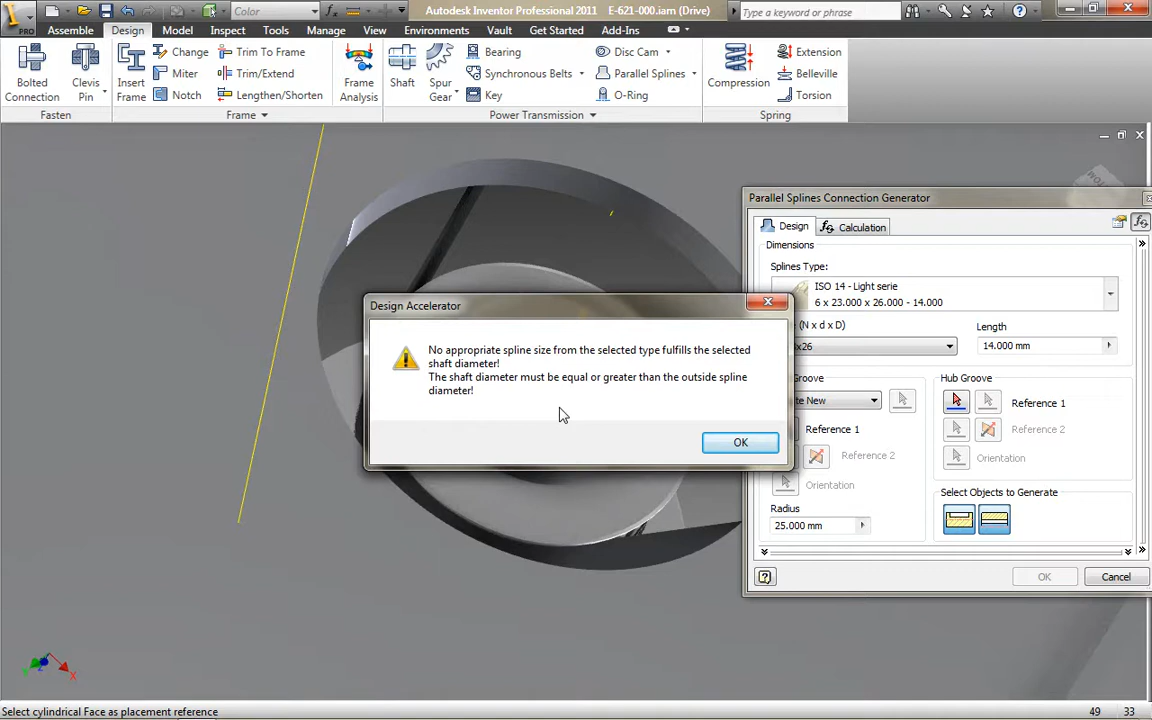 PRO
Color
Autodesk Inventor Professional 2011 E-621-000.iam (Drive)
Type a keyword or phrase
Assemble Design Model Inspect Tools Manage View Environments Vault Get Started Add-Ins
Bolted Connection
Clevis Pin
Fasten
Insert Frame
Change
Miter
Notch
Trim To Frame
Trim/Extend
Lengthen/Shorten
Frame Analysis
Frame
Shaft
Spur Gear
Bearing
Synchronous Belts
Key
Disc Cam
Parallel Splines
O-Ring
Power Transmission
Compression
Extension
Belleville
Torsion
Spring
Parallel Splines Connection Generator
Design Calculation
Dimensions
Splines Type:
ISO 14 - Light serie
6 x 23.000 x 26.000 - 14.000
(N x d x D) Length
x26 14.000 mm
Groove Hub Groove
te New Reference 1
Reference 1 Reference 2
Reference 2 Orientation
Orientation
Select Objects to Generate
Radius
25.000 mm
OK Cancel
Design Accelerator
No appropriate spline size from the selected type fulfills the selected
shaft diameter!
The shaft diameter must be equal or greater than the outside spline
diameter!
OK
X
Select cylindrical Face as placement reference 49 33